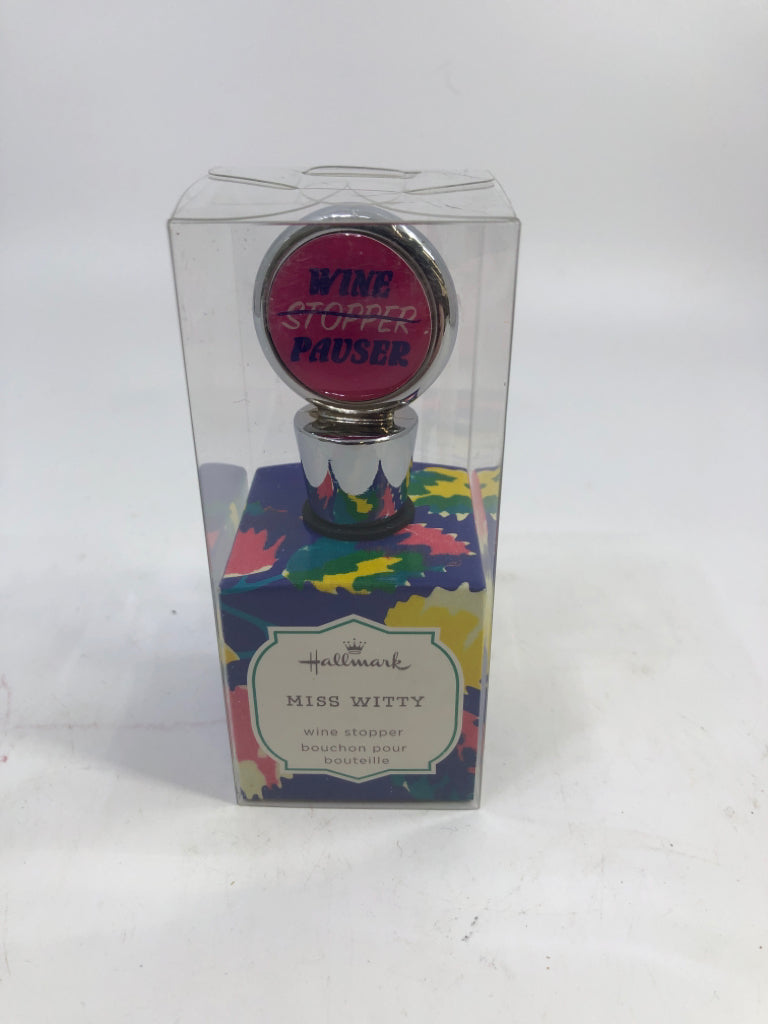 WINE
STOPPER
PAUSER
Hallmark
MISS WITTY
wine stopper
bouchon pour
bouteille